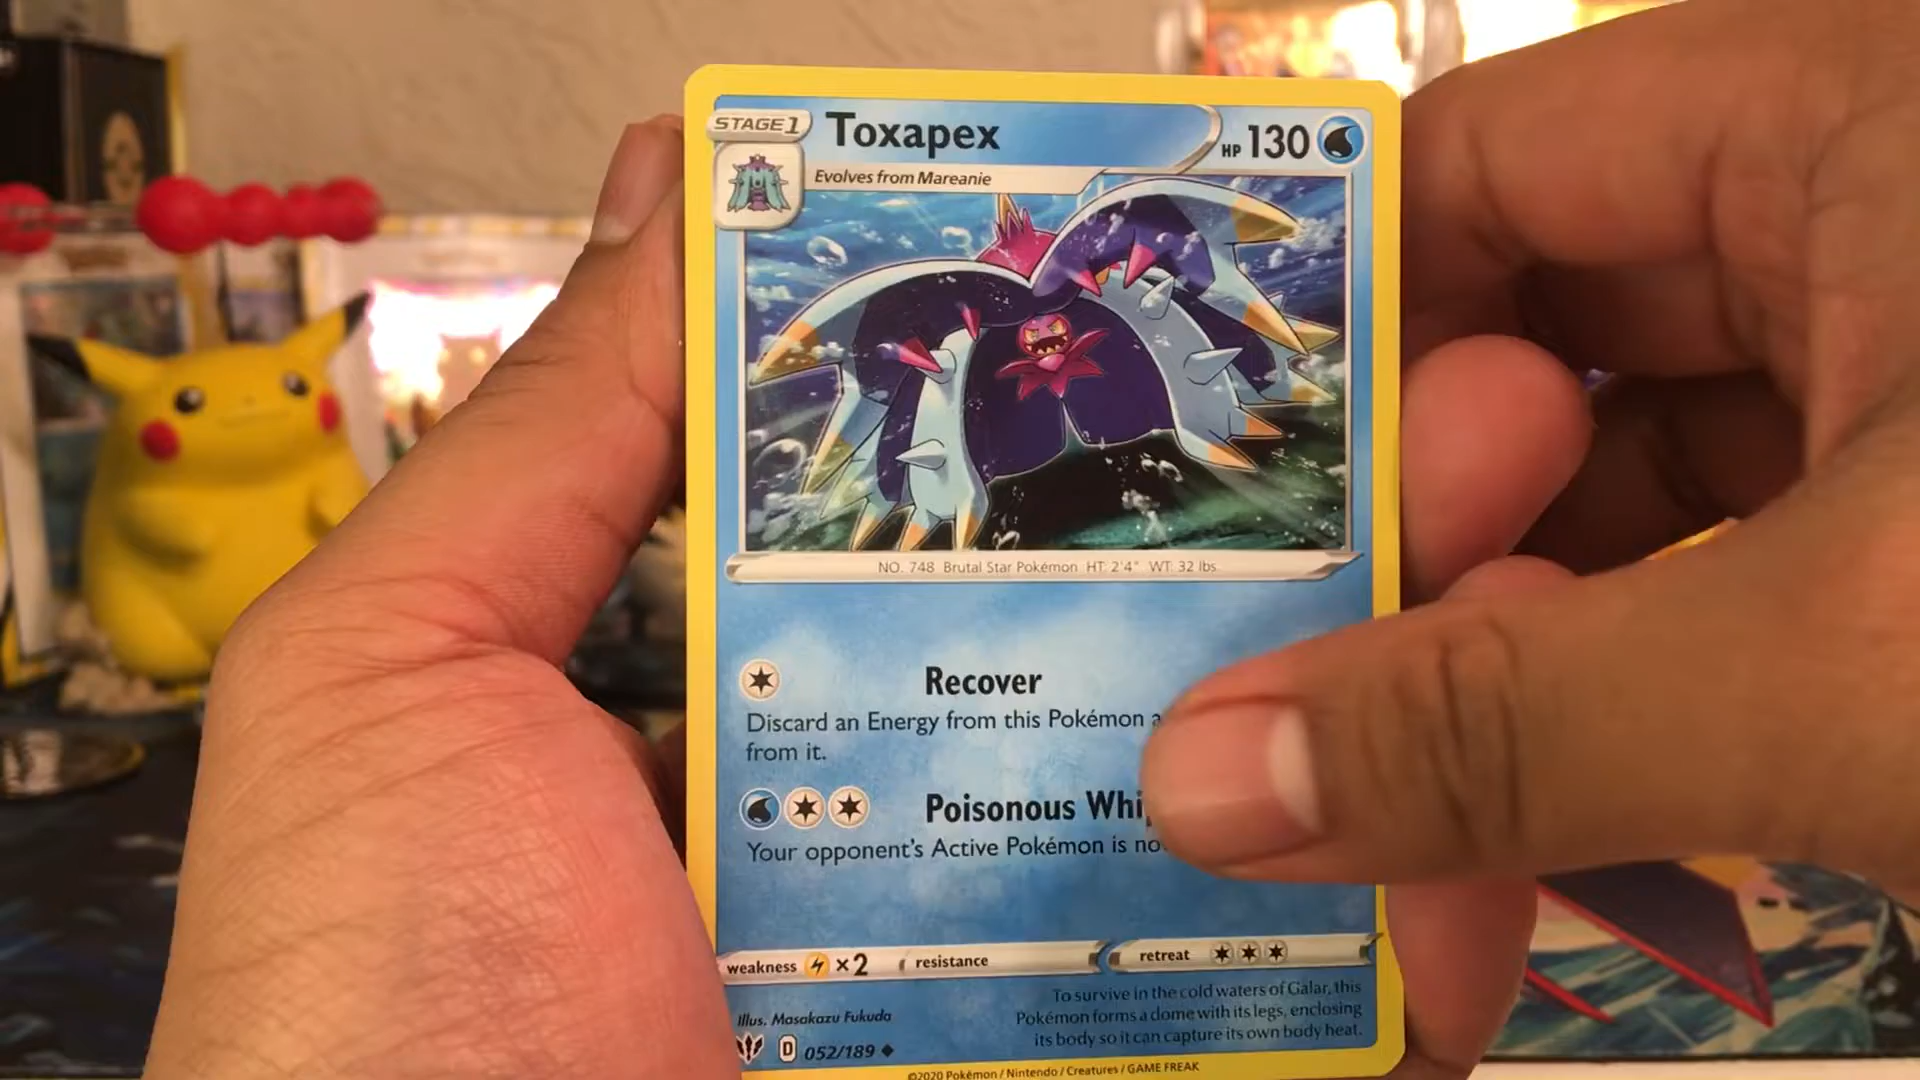 STAGE 1
Toxapex
HP 130
Evolves from Mareanie
NO. 748 Brutal Star Pokémon HT: 2'4" WT: 32 lbs.
Recover
Discard an Energy from this Pokémon
from it.
Poisonous
Your opponent's Active Pokémon is
weakness ×2
resistance
retreat
To survive in the cold waters of Galar, this
Pokémon forms a dome with its legs, enclosing
its body so it can capture its own body heat.
Illus. Masakazu Fukuda
D 052/189
©2020 Pokémon / Nintendo / Creatures / GAME FREAK